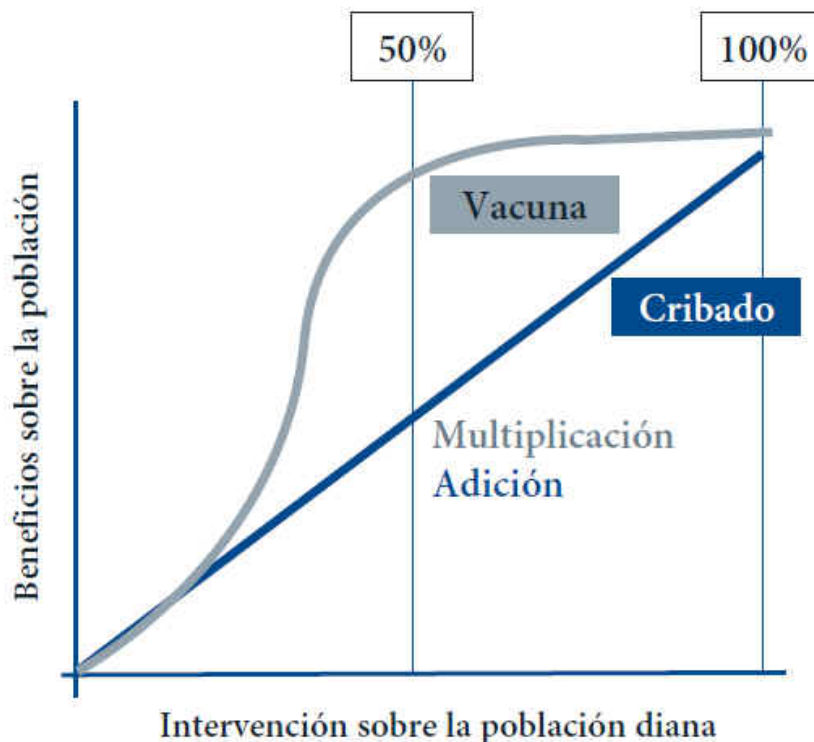 50%
100%
Vacuna
Cribado
Multiplicación
Adición
Beneficios sobre la población
Intervención sobre la población diana